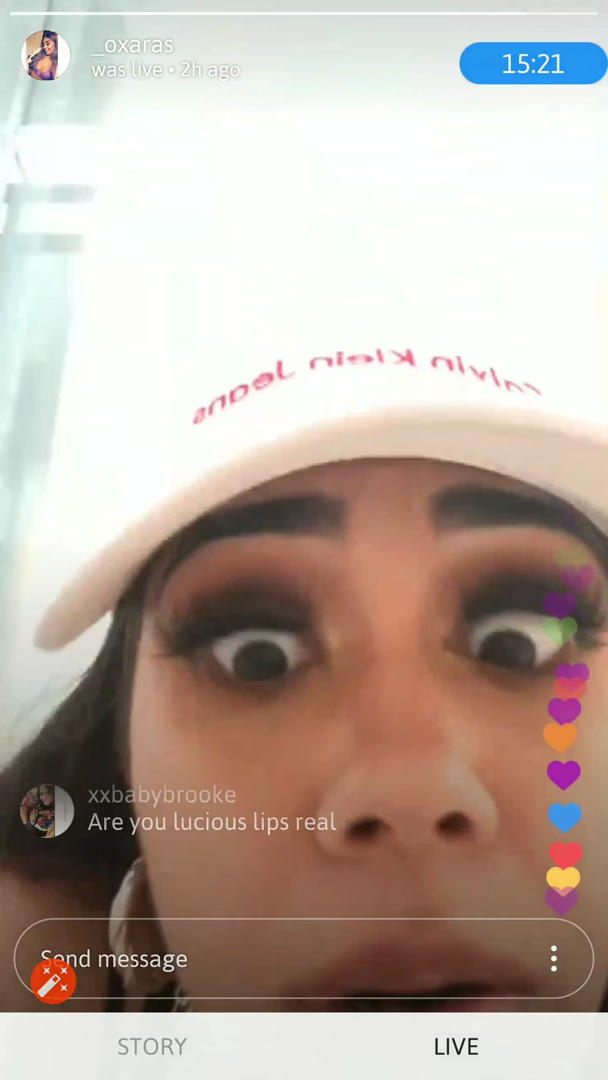 _oxaras
was live • 2h ago
15:21
Calvin Klein Jeans
xxbabybrooke
Are you lucious lips real
Send message
STORY
LIVE